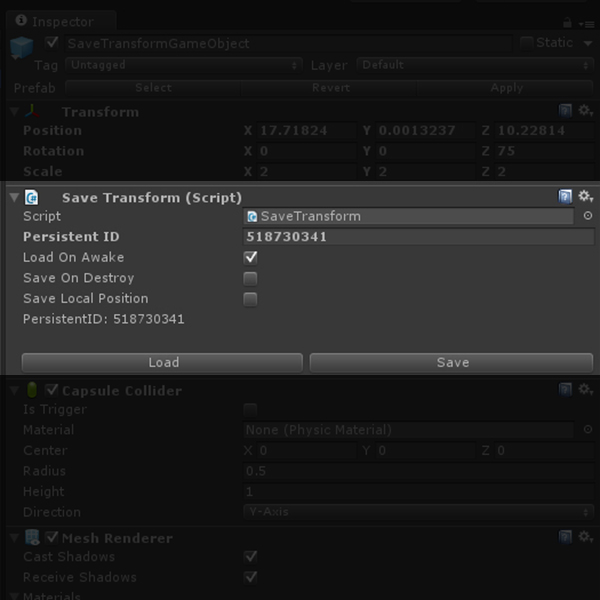 Inspector
SaveTransformGameObject Static
Tag Untagged Layer Default
Prefab Select Revert Apply
Transform
Position X 17.71824 Y 0.0013237 Z 10.22814
Rotation X 0 Y 0 Z 75
Scale X 2 Y 2 Z 2
C# Save Transform (Script)
Script SaveTransform
Persistent ID 518730341
Load On Awake
Save On Destroy
Save Local Position
PersistentID: 518730341
Load Save
Capsule Collider
Is Trigger
Material None (Physic Material)
Center X 0 Y 0 Z 0
Radius 0.5
Height 1
Direction Y-Axis
Mesh Renderer
Cast Shadows
Receive Shadows
Materials